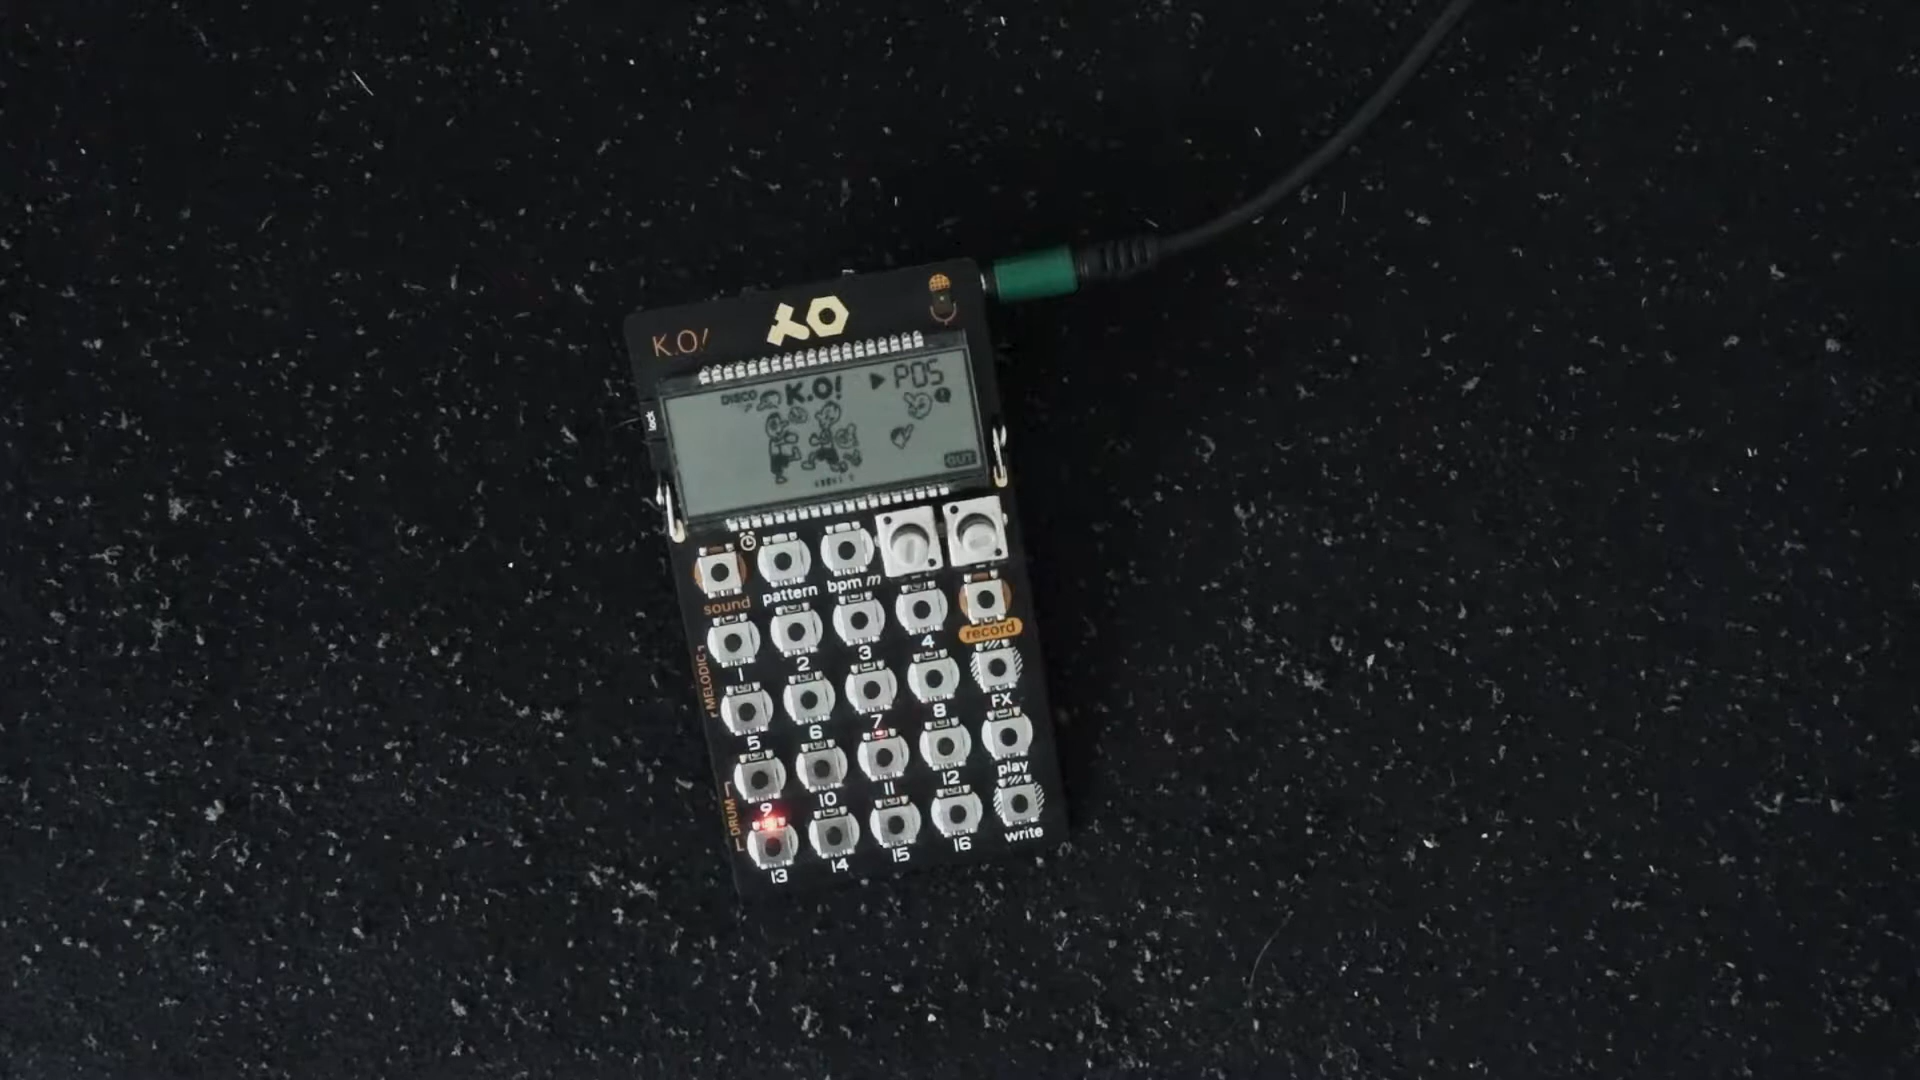 K.O!
DISCO K.O! POS
lock
OUT
sound pattern bpm m
1 2 3 4 record
MELODIC
5 6 7 8 FX
9 10 11 12 play
DRUM
13 14 15 16 write